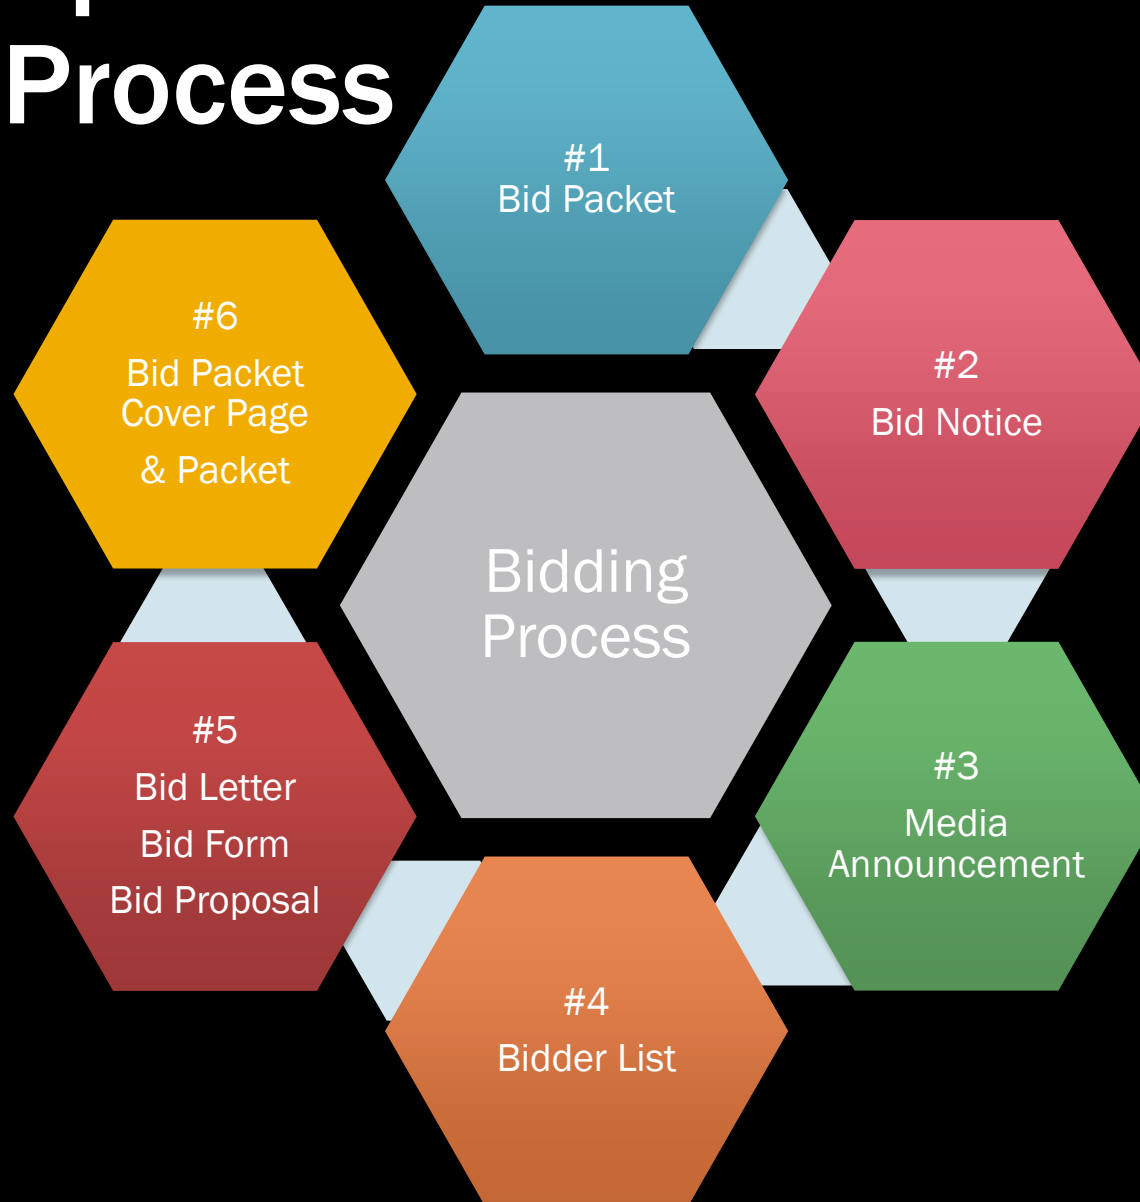 Process
#1
Bid Packet
#2
Bid Notice
#3
Media
Announcement
#4
Bidder List
#5
Bid Letter
Bid Form
Bid Proposal
#6
Bid Packet
Cover Page
& Packet
Bidding
Process